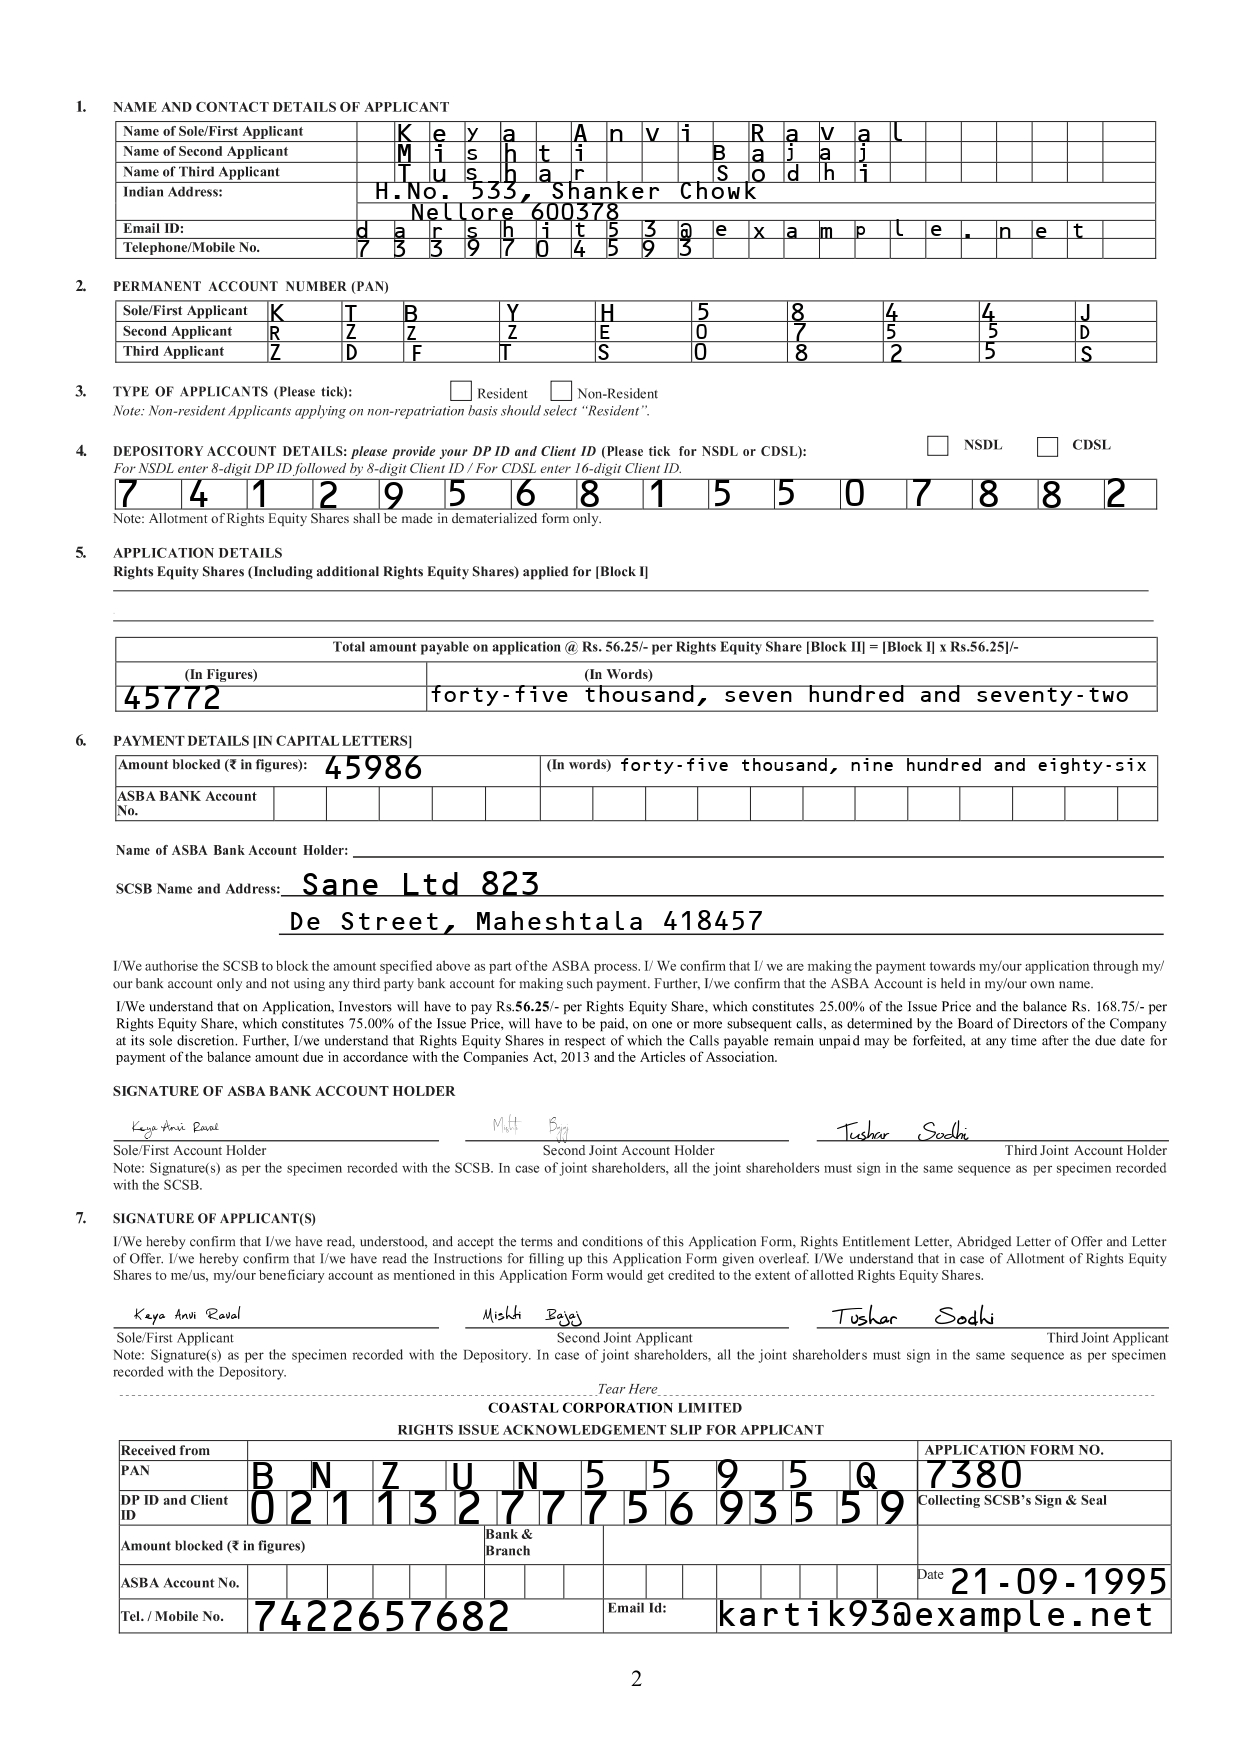 1. NAME AND CONTACT DETAILS OF APPLICANT
Name of Sole/First Applicant Keya Anvi Raval
Name of Second Applicant Mishti Bajaj
Name of Third Applicant Tushar Sodhi
Indian Address: H.No. 533, Shanker Chowk
Nellore 600378
Email ID: darshit53@example.net
Telephone/Mobile No. 7339704593
2. PERMANENT ACCOUNT NUMBER (PAN)
Sole/First Applicant K T B Y H 5 8 4 4 J
Second Applicant R Z Z Z E 0 7 5 5 D
Third Applicant Z D F T S 0 8 2 5 S
3. TYPE OF APPLICANTS (Please tick): Resident Non-Resident
Note: Non-resident Applicants applying on non-repatriation basis should select “Resident”.
4. DEPOSITORY ACCOUNT DETAILS: please provide your DP ID and Client ID (Please tick for NSDL or CDSL): NSDL CDSL
For NSDL enter 8-digit DP ID followed by 8-digit Client ID / For CDSL enter 16-digit Client ID.
7 4 1 2 9 5 6 8 1 5 5 0 7 8 8 2
Note: Allotment of Rights Equity Shares shall be made in dematerialized form only.
5. APPLICATION DETAILS
Rights Equity Shares (Including additional Rights Equity Shares) applied for [Block I]
Total amount payable on application @ Rs. 56.25/- per Rights Equity Share [Block II] = [Block I] x Rs.56.25]/-
(In Figures) (In Words)
45772 forty-five thousand, seven hundred and seventy-two
6. PAYMENT DETAILS [IN CAPITAL LETTERS]
Amount blocked (₹ in figures): 45986 (In words) forty-five thousand, nine hundred and eighty-six
ASBA BANK Account
No.
Name of ASBA Bank Account Holder:
SCSB Name and Address: Sane Ltd 823
De Street, Maheshtala 418457
I/We authorise the SCSB to block the amount specified above as part of the ASBA process. I/ We confirm that I/ we are making the payment towards my/our application through my/
our bank account only and not using any third party bank account for making such payment. Further, I/we confirm that the ASBA Account is held in my/our own name.
I/We understand that on Application, Investors will have to pay Rs.56.25/- per Rights Equity Share, which constitutes 25.00% of the Issue Price and the balance Rs. 168.75/- per
Rights Equity Share, which constitutes 75.00% of the Issue Price, will have to be paid, on one or more subsequent calls, as determined by the Board of Directors of the Company
at its sole discretion. Further, I/we understand that Rights Equity Shares in respect of which the Calls payable remain unpaid may be forfeited, at any time after the due date for
payment of the balance amount due in accordance with the Companies Act, 2013 and the Articles of Association.
SIGNATURE OF ASBA BANK ACCOUNT HOLDER
Keya Anvi Raval Mishti Bajaj Tushar Sodhi
Sole/First Account Holder Second Joint Account Holder Third Joint Account Holder
Note: Signature(s) as per the specimen recorded with the SCSB. In case of joint shareholders, all the joint shareholders must sign in the same sequence as per specimen recorded
with the SCSB.
7. SIGNATURE OF APPLICANT(S)
I/We hereby confirm that I/we have read, understood, and accept the terms and conditions of this Application Form, Rights Entitlement Letter, Abridged Letter of Offer and Letter
of Offer. I/we hereby confirm that I/we have read the Instructions for filling up this Application Form given overleaf. I/We understand that in case of Allotment of Rights Equity
Shares to me/us, my/our beneficiary account as mentioned in this Application Form would get credited to the extent of allotted Rights Equity Shares.
Keya Anvi Raval Mishti Bajaj Tushar Sodhi
Sole/First Applicant Second Joint Applicant Third Joint Applicant
Note: Signature(s) as per the specimen recorded with the Depository. In case of joint shareholders, all the joint shareholders must sign in the same sequence as per specimen
recorded with the Depository.
Tear Here
COASTAL CORPORATION LIMITED
RIGHTS ISSUE ACKNOWLEDGEMENT SLIP FOR APPLICANT
Received from APPLICATION FORM NO.
PAN B N Z U N 5 5 9 5 Q 7380
DP ID and Client
ID 0 2 1 1 3 2 7 7 7 5 6 9 3 5 5 9 Collecting SCSB’s Sign & Seal
Amount blocked (₹ in figures) Bank &
Branch
ASBA Account No. Date 21-09-1995
Tel. / Mobile No. 7422657682 Email Id: kartik93@example.net
2